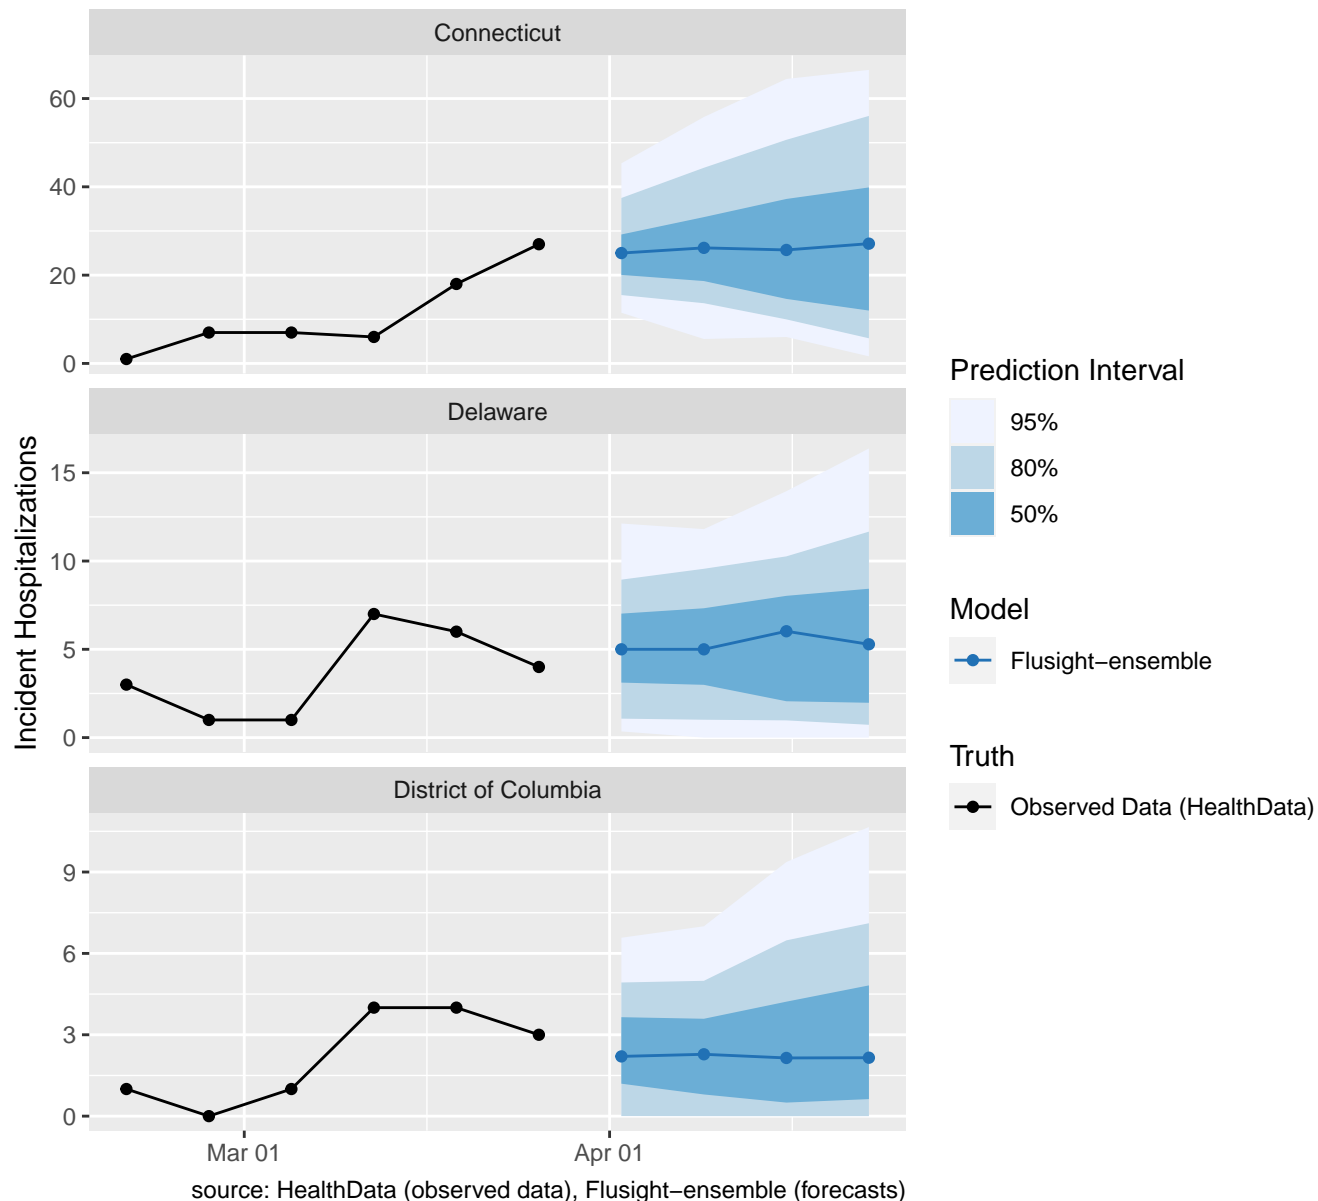 Connecticut
60
40
20
0
Delaware
15
10
5
0
District of Columbia
9
6
3
0
Mar 01
Apr 01
Incident Hospitalizations
source: HealthData (observed data), Flusight−ensemble (forecasts)
Prediction Interval
95%
80%
50%
Model
Flusight−ensemble
Truth
Observed Data (HealthData)